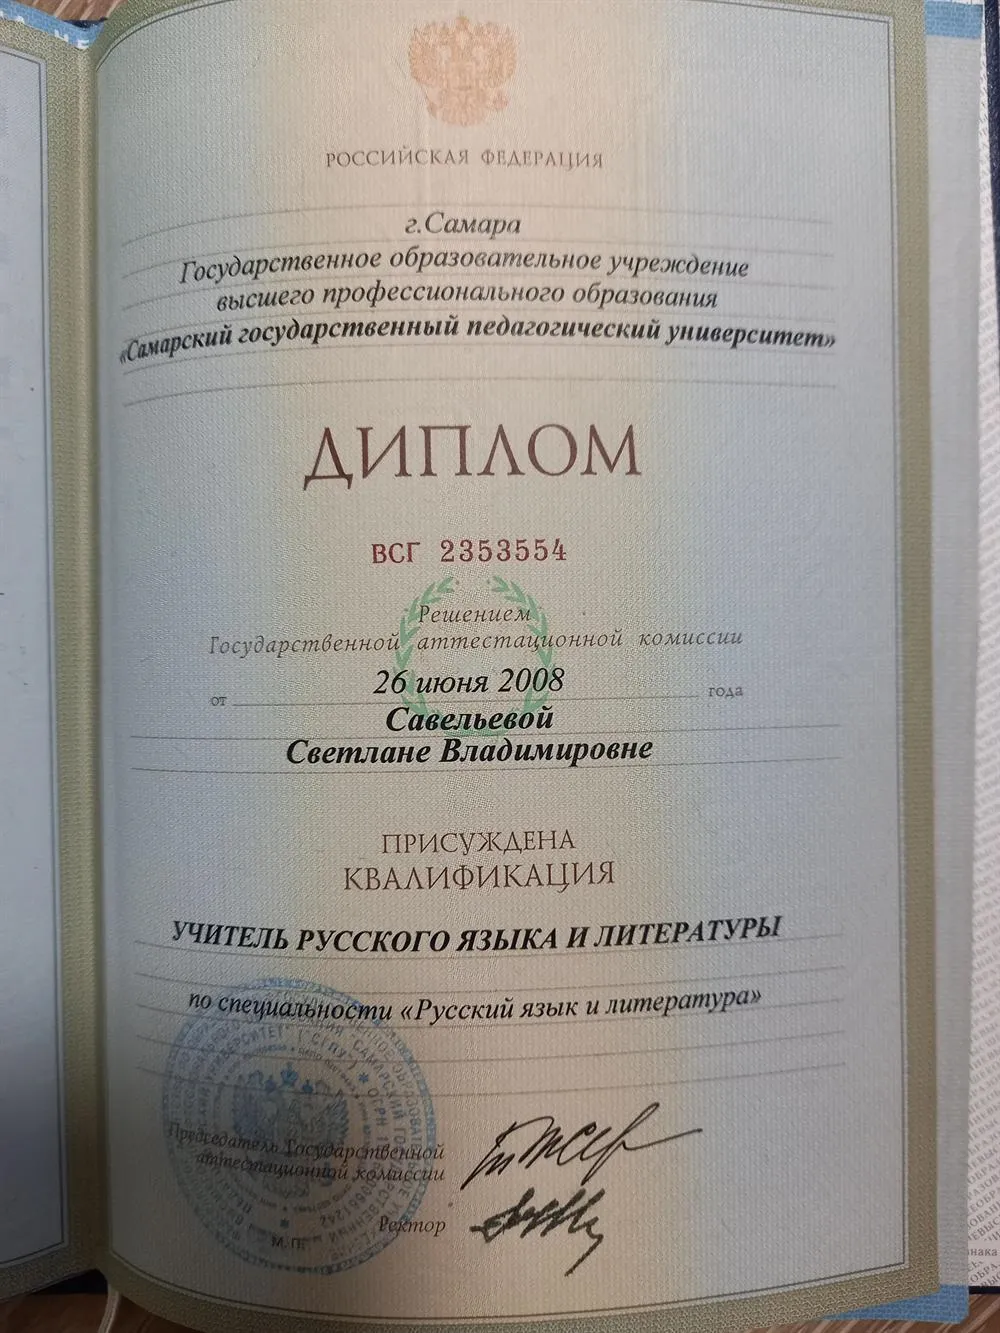 РОССИЙСКАЯ ФЕДЕРАЦИЯ
г.Самара
Государственное образовательное учреждение
высшего профессионального образования
«Самарский государственный педагогический университет»
ДИПЛОМ
ВСГ 2353554
Решением
Государственной аттестационной комиссии
от 26 июня 2008 года
Савельевой
Светлане Владимировне
ПРИСУЖДЕНА
КВАЛИФИКАЦИЯ
УЧИТЕЛЬ РУССКОГО ЯЗЫКА И ЛИТЕРАТУРЫ
по специальности «Русский язык и литература»
Председатель Государственной
аттестационной комиссии
Ректор
М.П.